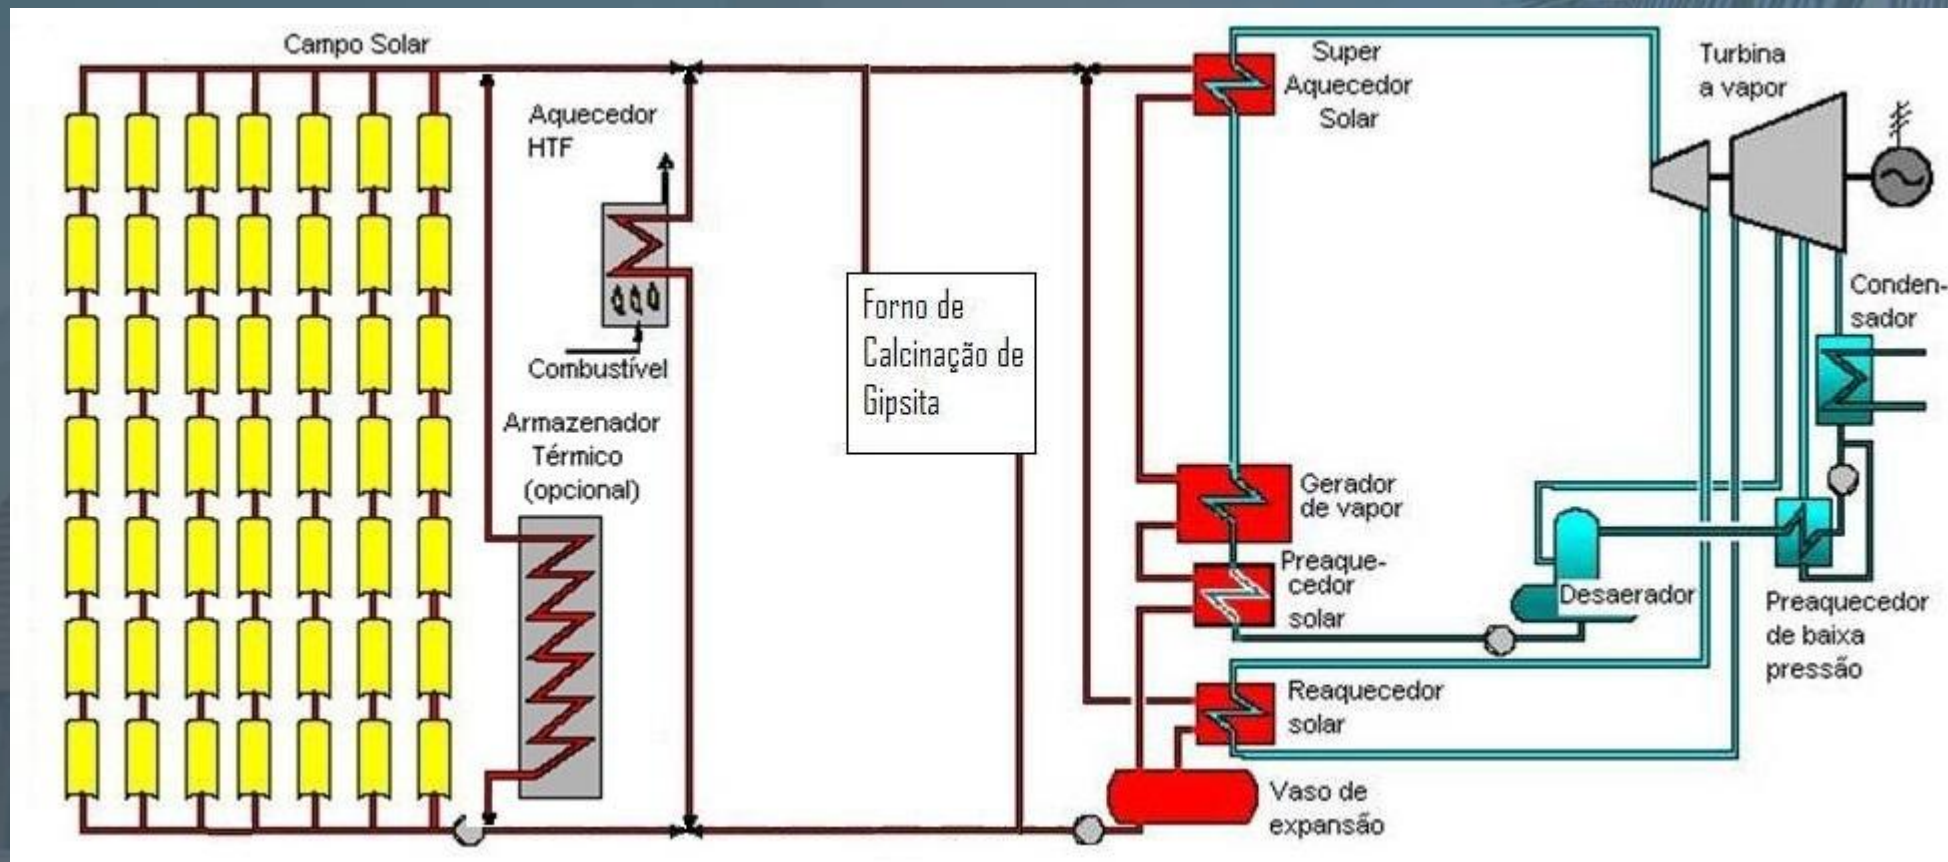 Campo Solar
Aquecedor
HTF
Combustível
Armazenador
Térmico
(opcional)
Forno de
Calcinação de
Gipsita
Super
Aquecedor
Solar
Gerador
de vapor
Preaque-
cedor
solar
Reaquecedor
solar
Vaso de
expansão
Turbina
a vapor
Conden-
sador
Desaerador
Preaquecedor
de baixa
pressão